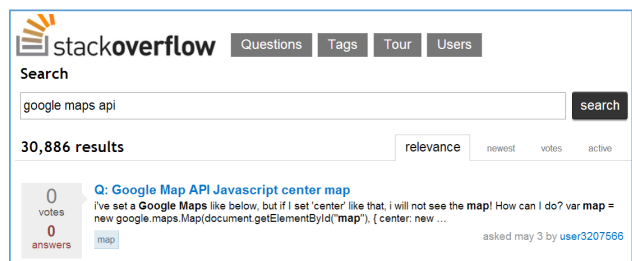 stackoverflow Questions Tags Tour Users
Search
google maps api search
30,886 results relevance newest votes active
Q: Google Map API Javascript center map
0 i've set a Google Maps like below, but if I set 'center' like that, i will not see the map! How can I do? var map =
votes new google.maps.Map(document.getElementById("map"), { center: new …
0
answers map asked may 3 by user3207566